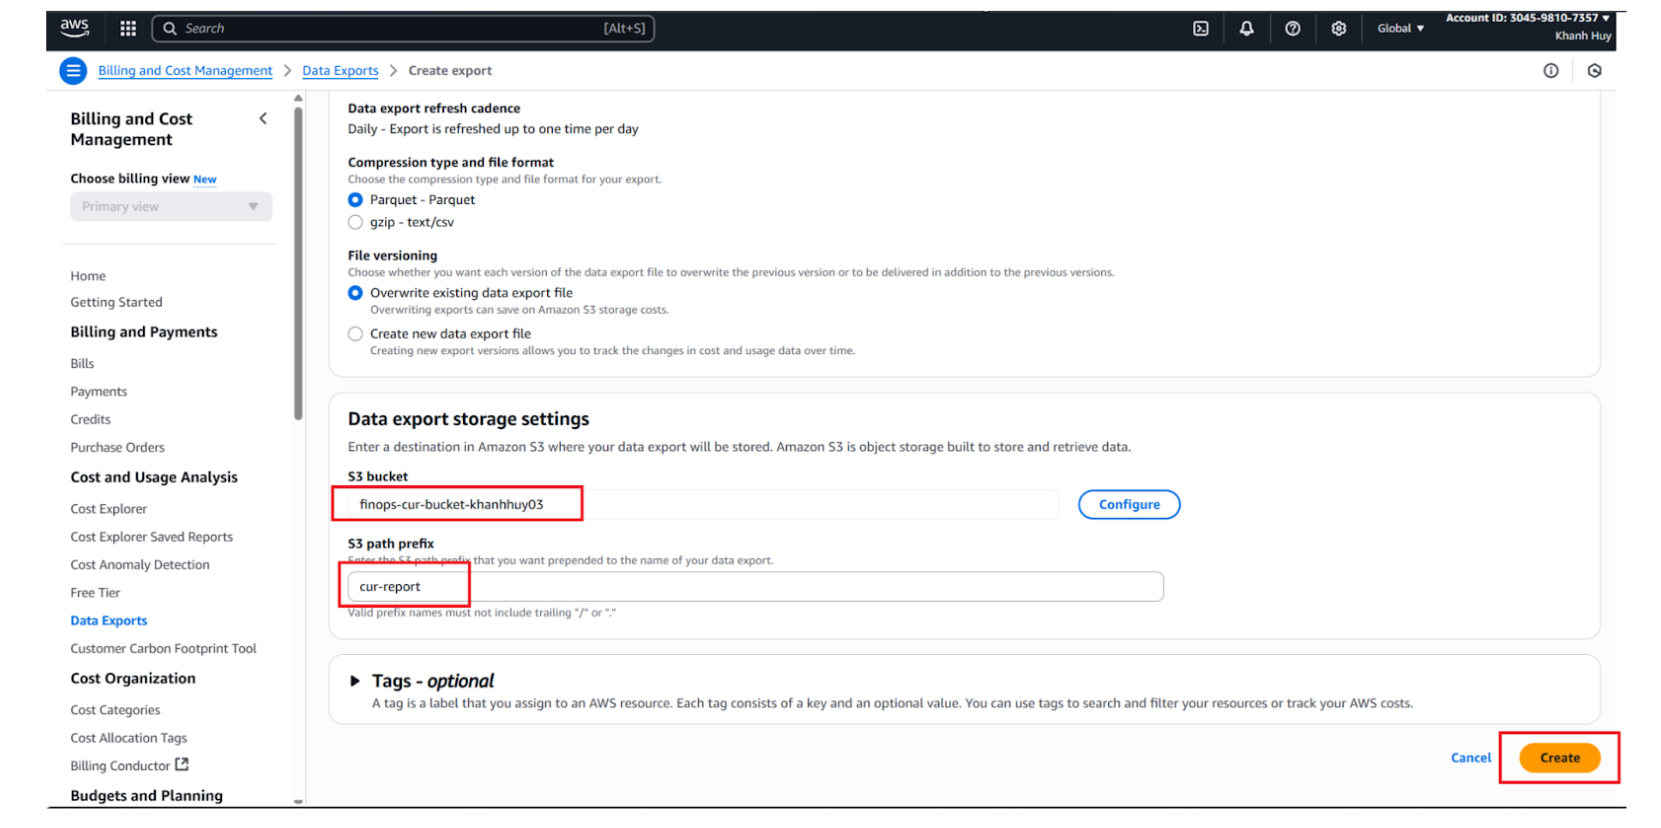 aws
Search
[Alt+S]
Global
Account ID: 3045-9810-7357
Khanh Huy
Billing and Cost Management > Data Exports > Create export
Billing and Cost
Management
Choose billing view New
Primary view
Home
Getting Started
Billing and Payments
Bills
Payments
Credits
Purchase Orders
Cost and Usage Analysis
Cost Explorer
Cost Explorer Saved Reports
Cost Anomaly Detection
Free Tier
Data Exports
Customer Carbon Footprint Tool
Cost Organization
Cost Categories
Cost Allocation Tags
Billing Conductor
Budgets and Planning
Data export refresh cadence
Daily - Export is refreshed up to one time per day
Compression type and file format
Choose the compression type and file format for your export.
Parquet - Parquet
gzip - text/csv
File versioning
Choose whether you want each version of the data export file to overwrite the previous version or to be delivered in addition to the previous versions.
Overwrite existing data export file
Overwriting exports can save on Amazon S3 storage costs.
Create new data export file
Creating new export versions allows you to track the changes in cost and usage data over time.
Data export storage settings
Enter a destination in Amazon S3 where your data export will be stored. Amazon S3 is object storage built to store and retrieve data.
S3 bucket
finops-cur-bucket-khanhhuy03
Configure
S3 path prefix
Enter the S3 path prefix that you want prepended to the name of your data export.
cur-report
Valid prefix names must not include trailing "/" or "."
Tags - optional
A tag is a label that you assign to an AWS resource. Each tag consists of a key and an optional value. You can use tags to search and filter your resources or track your AWS costs.
Cancel
Create